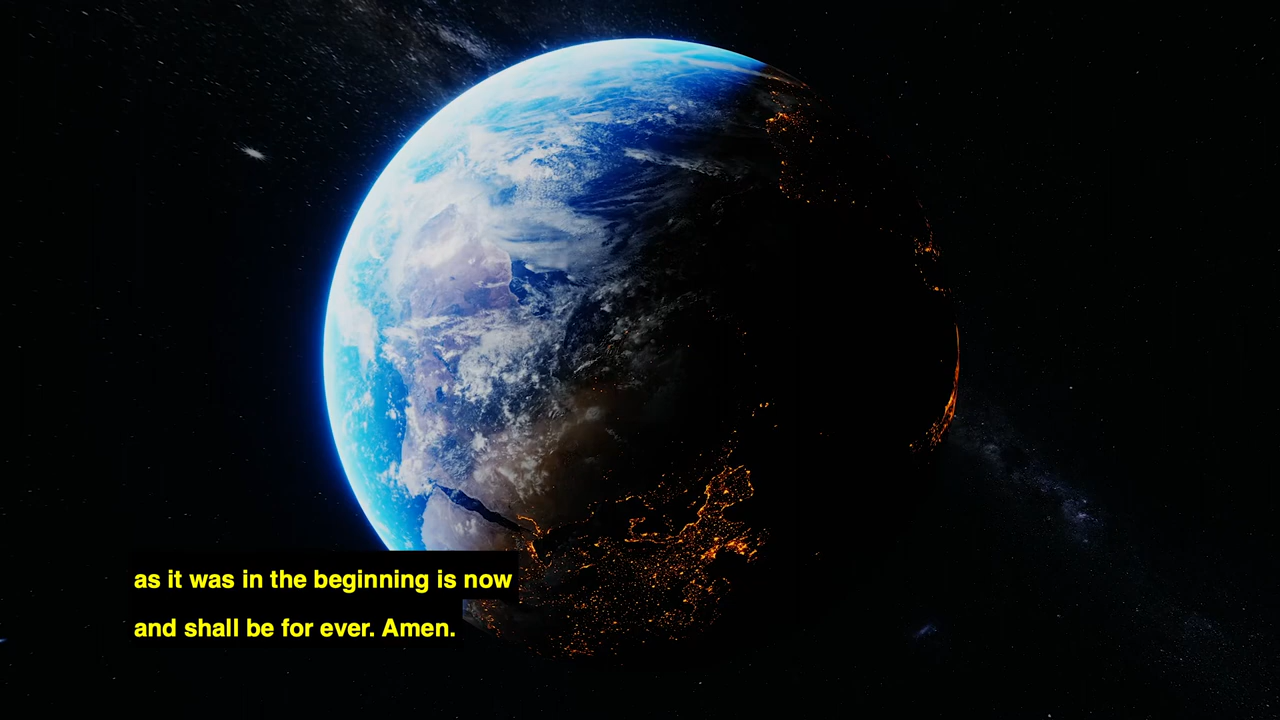 as it was in the beginning is now
and shall be for ever. Amen.